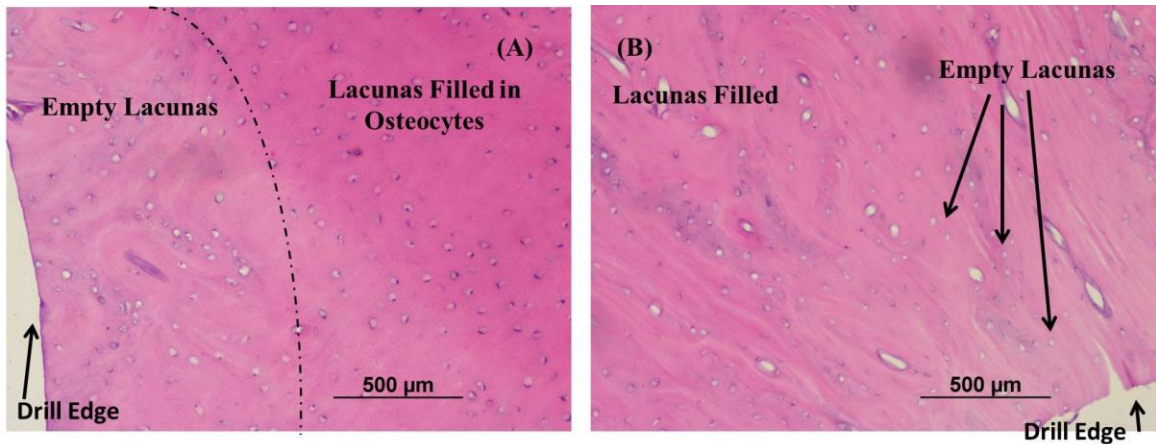 (A)
Empty Lacunas
Lacunas Filled in
Osteocytes
500 µm
Drill Edge
(B)
Empty Lacunas
Lacunas Filled
500 µm
Drill Edge